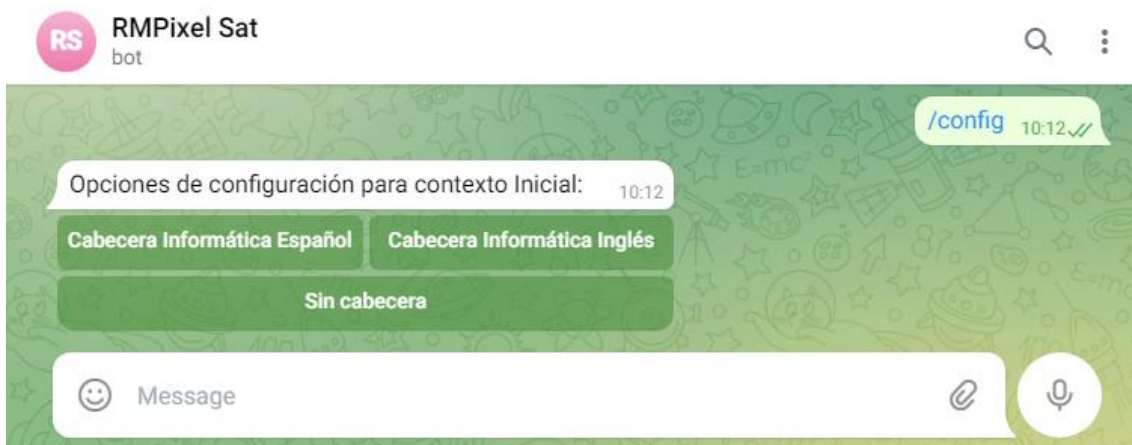 RS
RMPixel Sat
bot
/config 10:12
Opciones de configuración para contexto Inicial: 10:12
Cabecera Informática Español
Cabecera Informática Inglés
Sin cabecera
Message